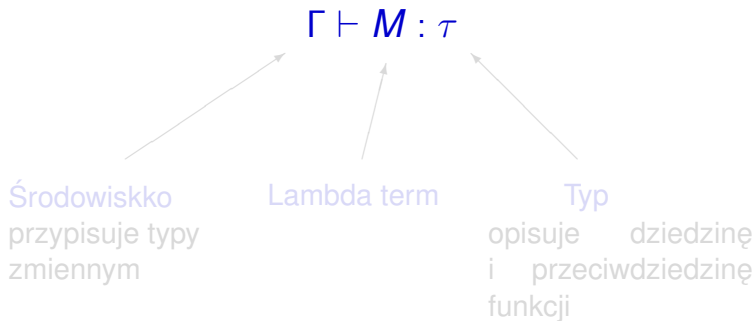 Γ ⊢ M : τ
Środowiskko Lambda term Typ
przypisuje typy opisuje dziedzinę
zmiennym i przeciwdziedzinę
funkcji